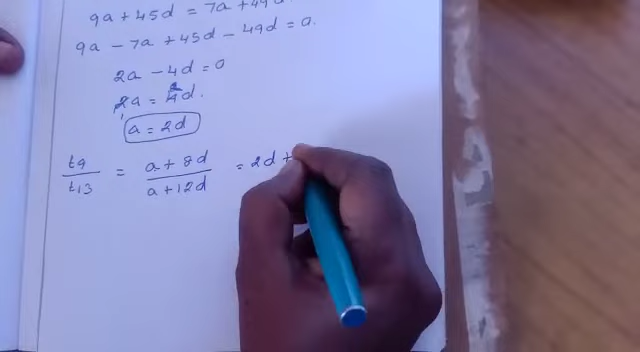 9a + 45d = 7a + 49d.
9a - 7a + 45d - 49d = 0.
2a - 4d = 0
2a = 4d.
a = 2d
t9/t13 = a + 8d/a + 12d = 2d +